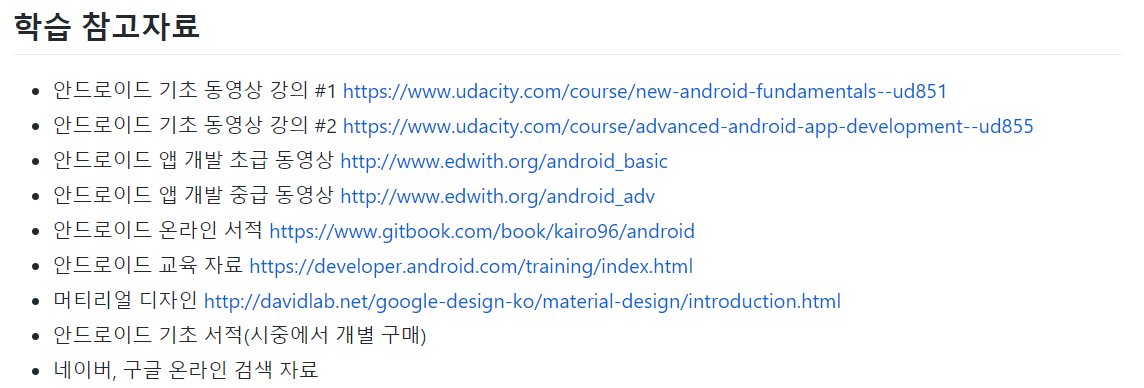 학습 참고자료
안드로이드 기초 동영상 강의 #1 https://www.udacity.com/course/new-android-fundamentals--ud851
안드로이드 기초 동영상 강의 #2 https://www.udacity.com/course/advanced-android-app-development--ud855
안드로이드 앱 개발 초급 동영상 http://www.edwith.org/android_basic
안드로이드 앱 개발 중급 동영상 http://www.edwith.org/android_adv
안드로이드 온라인 서적 https://www.gitbook.com/book/kairo96/android
안드로이드 교육 자료 https://developer.android.com/training/index.html
머티리얼 디자인 http://davidlab.net/google-design-ko/material-design/introduction.html
안드로이드 기초 서적(시중에서 개별 구매)
네이버, 구글 온라인 검색 자료